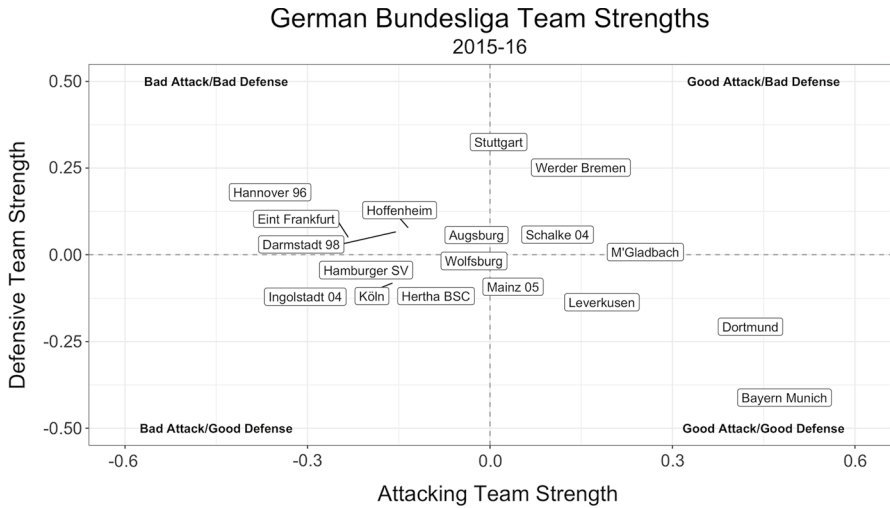 German Bundesliga Team Strengths
2015-16
Bad Attack/Bad Defense
Good Attack/Bad Defense
0.50
Stuttgart
Werder Bremen
0.25
Hannover 96
Hoffenheim
Eint Frankfurt
Augsburg
Schalke 04
Darmstadt 98
M'Gladbach
0.00
Wolfsburg
Hamburger SV
Mainz 05
Ingolstadt 04
Köln
Hertha BSC
Leverkusen
Dortmund
-0.25
Bayern Munich
Bad Attack/Good Defense
Good Attack/Good Defense
-0.50
-0.6
-0.3
0.0
0.3
0.6
Attacking Team Strength
Defensive Team Strength